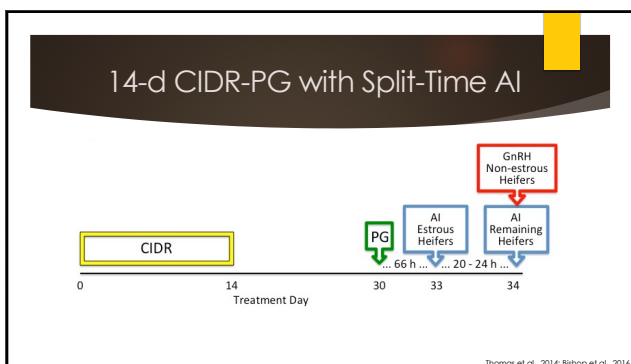 14-d CIDR-PG with Split-Time AI
GnRH
Non-estrous
Heifers
AI
Estrous
Heifers
AI
Remaining
Heifers
PG
CIDR
... 66 h ... ... 20 - 24 h ...
0 14 30 33 34
Treatment Day
Thomas et al., 2014; Bishop et al., 2016